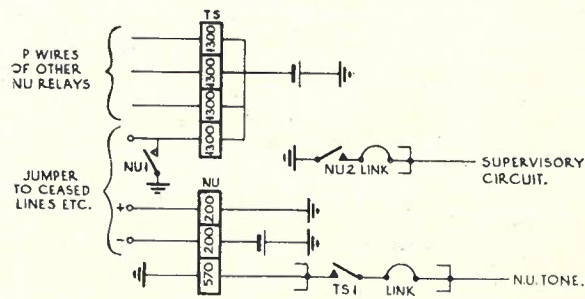 TS
P WIRES
OF OTHER
NU RELAYS
1300
1300
1300
1300
NU1
JUMPER
TO CEASED
LINES ETC.
NU2 LINK
SUPERVISORY
CIRCUIT.
NU
+
200
-
200
570
TS1
LINK
N.U. TONE.